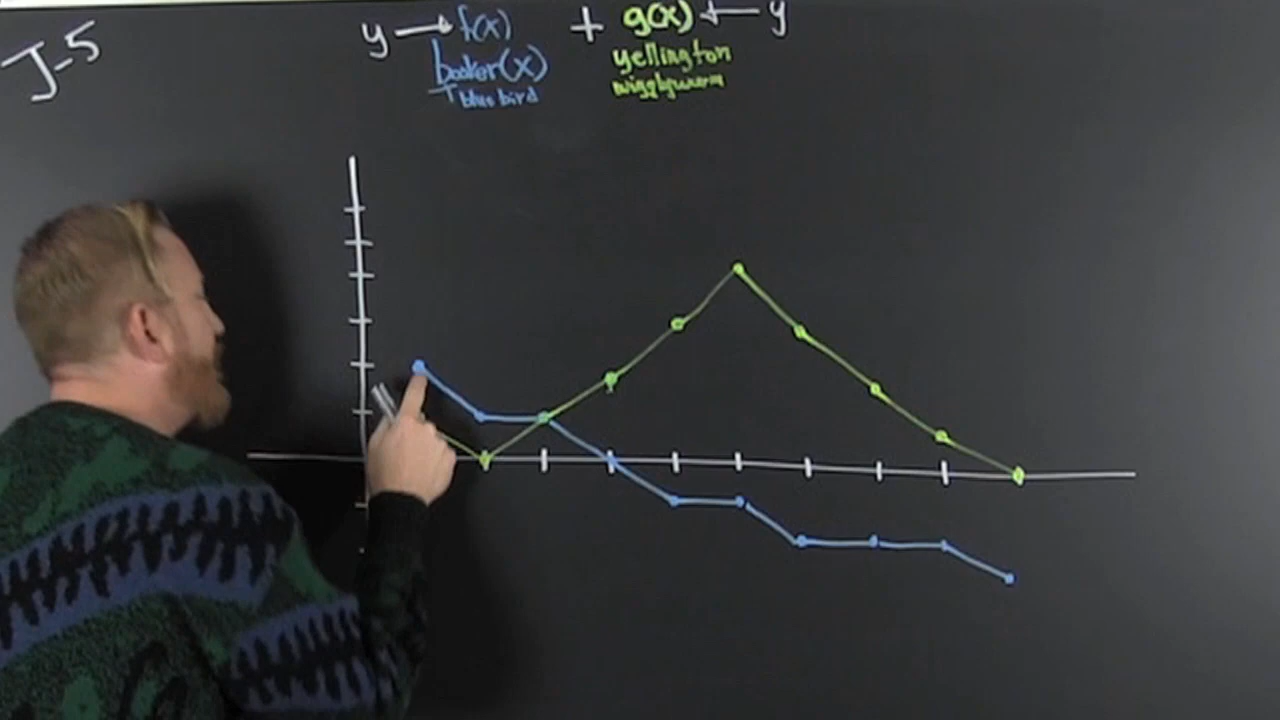 J-5
y → f(x) + g(x) ← y
booker(x) yellington
blue bird wigglyworm